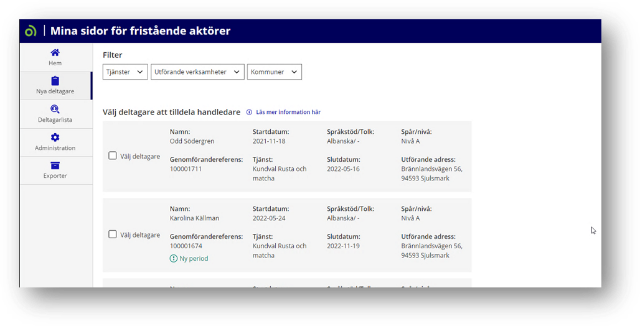 Mina sidor för fristående aktörer
Hem
Nya deltagare
Deltagarlista
Administration
Exporter
Filter
Tjänster
Utförande verksamheter
Kommuner
Välj deltagare att tilldela handledare
Läs mer information här
Välj deltagare
Namn:
Odd Södergren
Startdatum:
2021-11-18
Språkstöd/Tolk:
Albanska/ -
Spår/nivå:
Nivå A
Genomförandereferens:
100001711
Tjänst:
Kundval Rusta och
matcha
Slutdatum:
2022-05-16
Utförande adress:
Brännlandsvägen 56,
94593 Sjulsmark
Välj deltagare
Namn:
Karolina Källman
Startdatum:
2022-05-24
Språkstöd/Tolk:
Albanska/ -
Spår/nivå:
Nivå A
Genomförandereferens:
100001674
Ny period
Tjänst:
Kundval Rusta och
matcha
Slutdatum:
2022-11-19
Utförande adress:
Brännlandsvägen 56,
94593 Sjulsmark